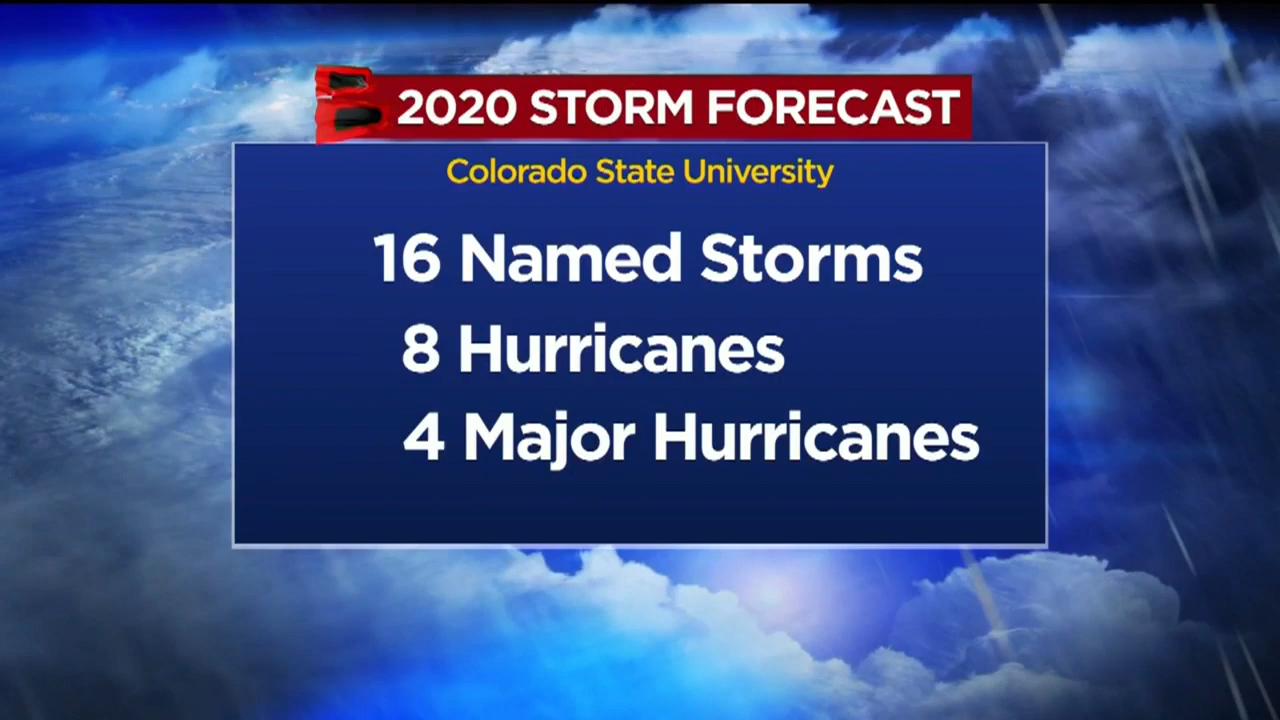 2020 STORM FORECAST
Colorado State University
16 Named Storms
8 Hurricanes
4 Major Hurricanes